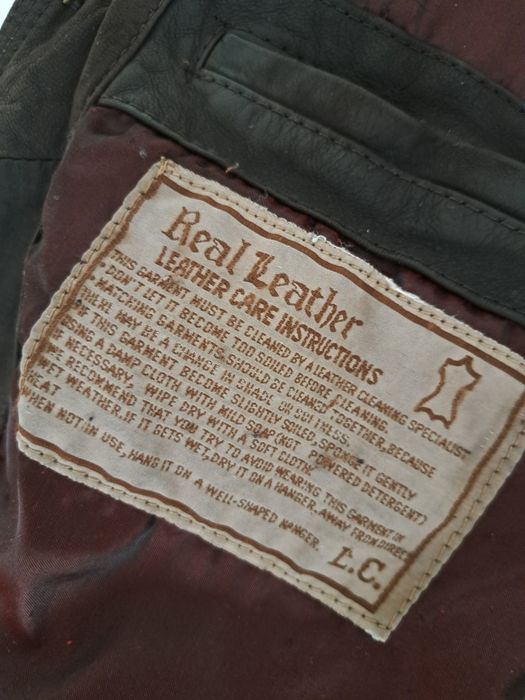 Real Leather
LEATHER CARE INSTRUCTIONS
THIS GARMENT MUST BE CLEANED BY A LEATHER CLEANING SPECIALIST
DON'T LET IT BECOME TOO SOILED BEFORE CLEANING.
MATCHING GARMENTS SHOULD BE CLEANED TOGETHER, BECAUSE
THERE MAY BE A CHANGE IN SHADE OR SOFTNESS.
IF THIS GARMENT BECOME SLIGHTLY SOILED, SPONGE IT GENTLY
USING A DAMP CLOTH WITH MILD SOAP (NOT POWERED DETERGENT)
NECESSARY. WIPE DRY WITH A SOFT CLOTH.
WE RECOMMEND THAT YOU TRY TO AVOID WEARING THIS GARMENT IN
WET WEATHER. IF IT GETS WET, DRY IT ON A HANGER, AWAY FROM DIREC
HEAT.
WHEN NOT IN USE, HANG IT ON A WELL-SHAPED HANGER.
L.C.